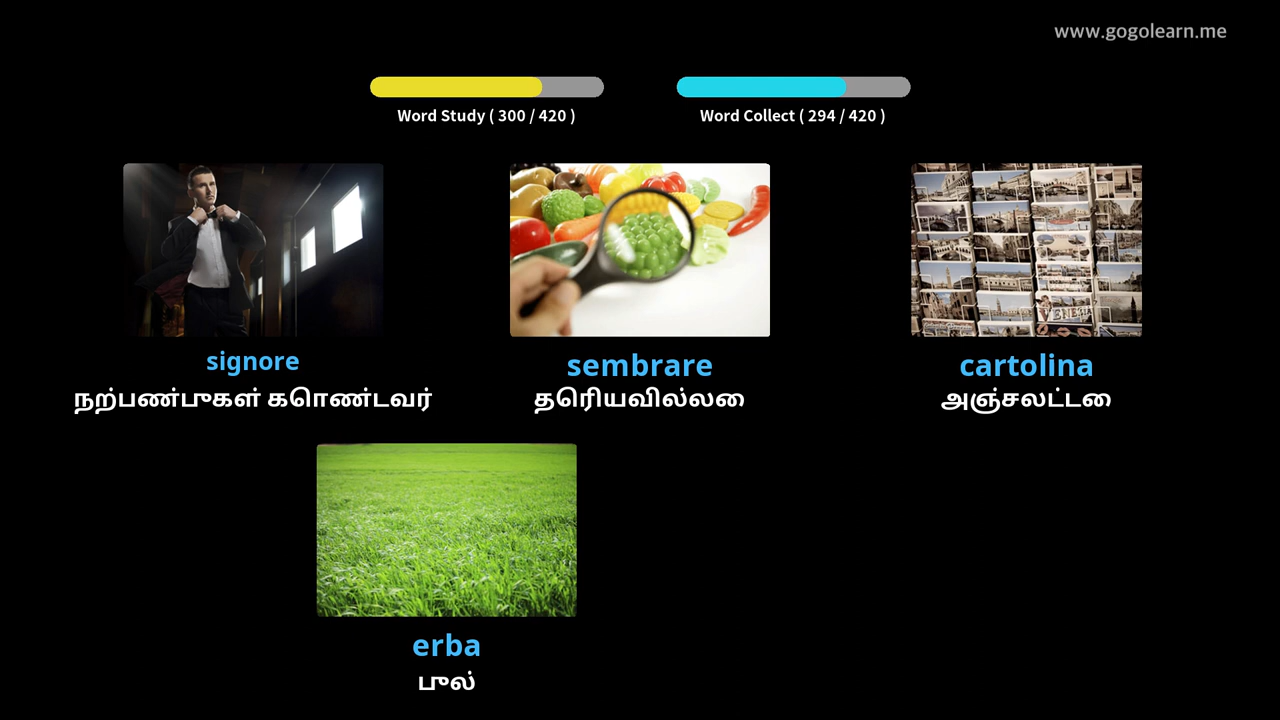 www.gogolearn.me
Word Study ( 300 / 420 )
Word Collect ( 294 / 420 )
signore
நற்பண்புகள் கொண்டவர்
sembrare
தெரியவில்லை
cartolina
அஞ்சலட்டை
erba
புல்